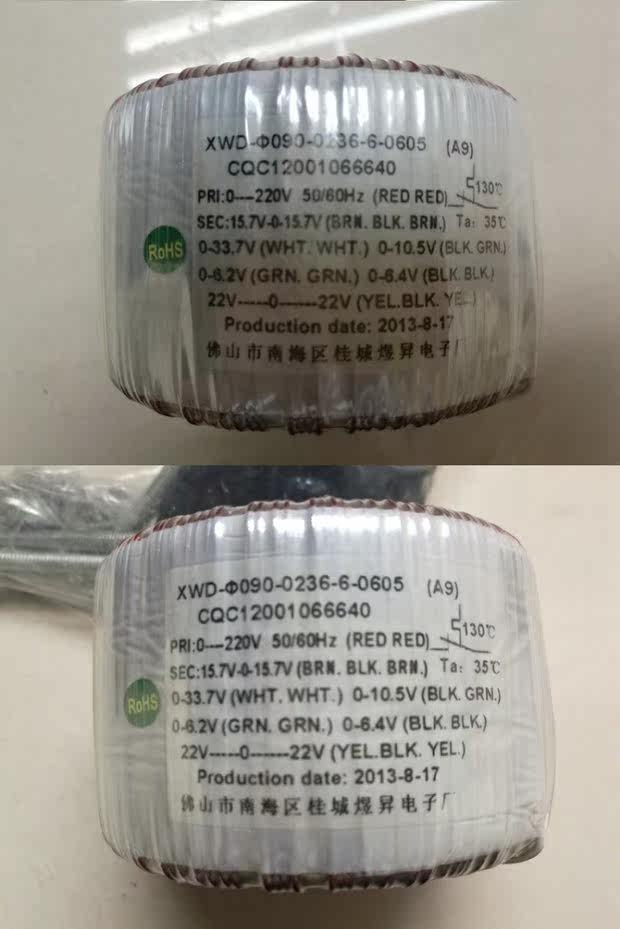 XWD-Φ090-0236-6-0605 (A9)
CQC12001066640
130℃
PRI:0---220V 50/60Hz (RED RED)
SEC:15.7V-0-15.7V (BRN. BLK. BRN.) Ta: 35℃
RoHS
0-33.7V (WHT. WHT.) 0-10.5V (BLK. GRN.)
0-6.2V (GRN. GRN.) 0-6.4V (BLK. BLK.)
22V-----0------22V (YEL.BLK. YEL.)
Production date: 2013-8-17
佛山市南海区桂城煜昇电子厂
XWD-Φ090-0236-6-0605 (A9)
CQC12001066640
130℃
PRI:0---220V 50/60Hz (RED RED)
SEC:15.7V-0-15.7V (BRN. BLK. BRN.) Ta: 35℃
RoHS
0-33.7V (WHT. WHT.) 0-10.5V (BLK. GRN.)
0-6.2V (GRN. GRN.) 0-6.4V (BLK. BLK.)
22V-----0------22V (YEL.BLK. YEL.)
Production date: 2013-8-17
佛山市南海区桂城煜昇电子厂